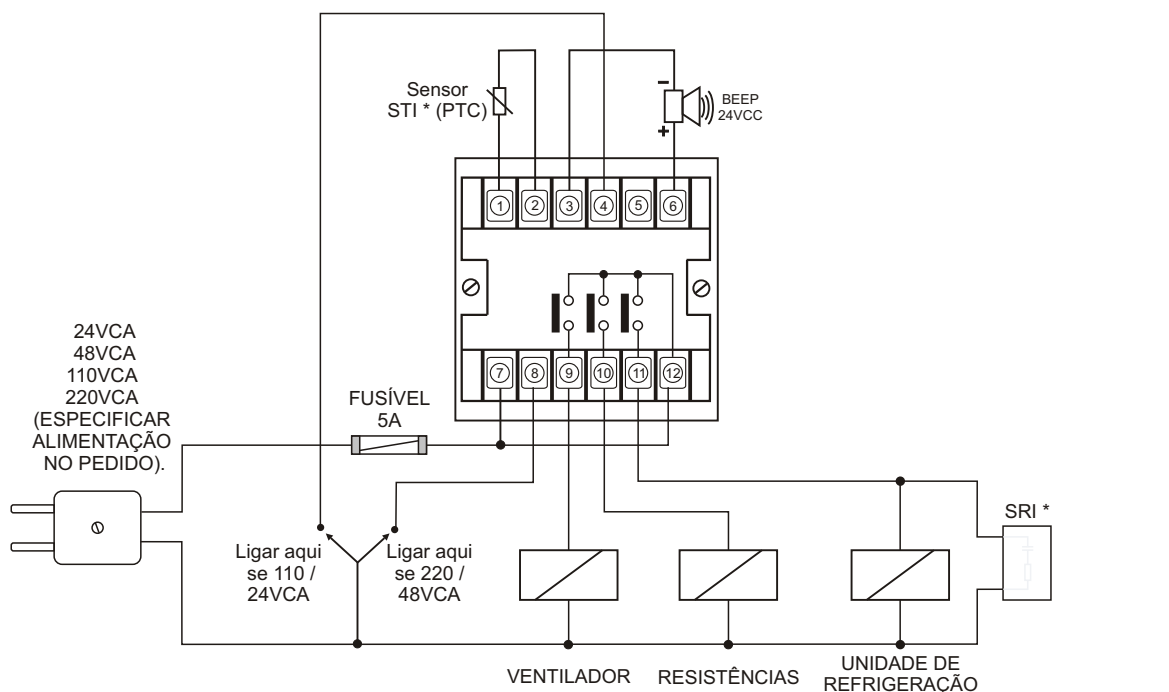 Sensor
STI * (PTC)
BEEP
24VCC
−
+
1 2 3 4 5 6
24VCA
48VCA
110VCA
220VCA
(ESPECIFICAR
ALIMENTAÇÃO
NO PEDIDO).
FUSÍVEL
5A
7 8 9 10 11 12
SRI *
Ligar aqui
se 110 /
24VCA
Ligar aqui
se 220 /
48VCA
VENTILADOR
RESISTÊNCIAS
UNIDADE DE
REFRIGERAÇÃO